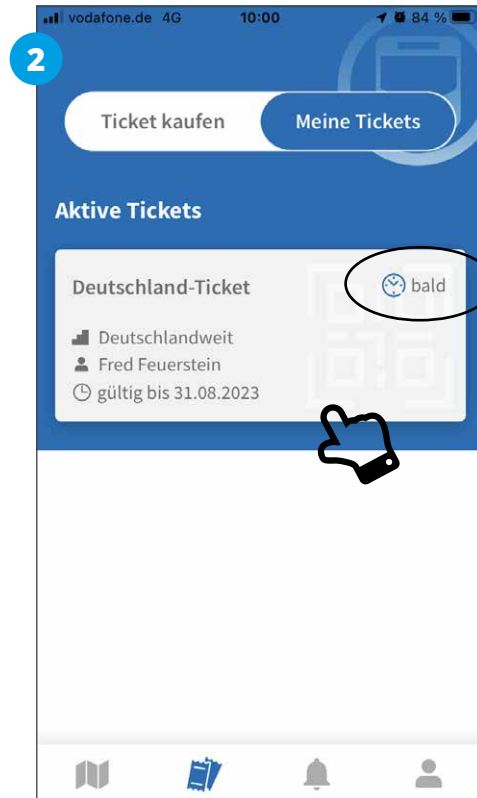 vodafone.de 4G 10:00 84 %
2
Ticket kaufen Meine Tickets
Aktive Tickets
Deutschland-Ticket bald
Deutschlandweit
Fred Feuerstein
gültig bis 31.08.2023